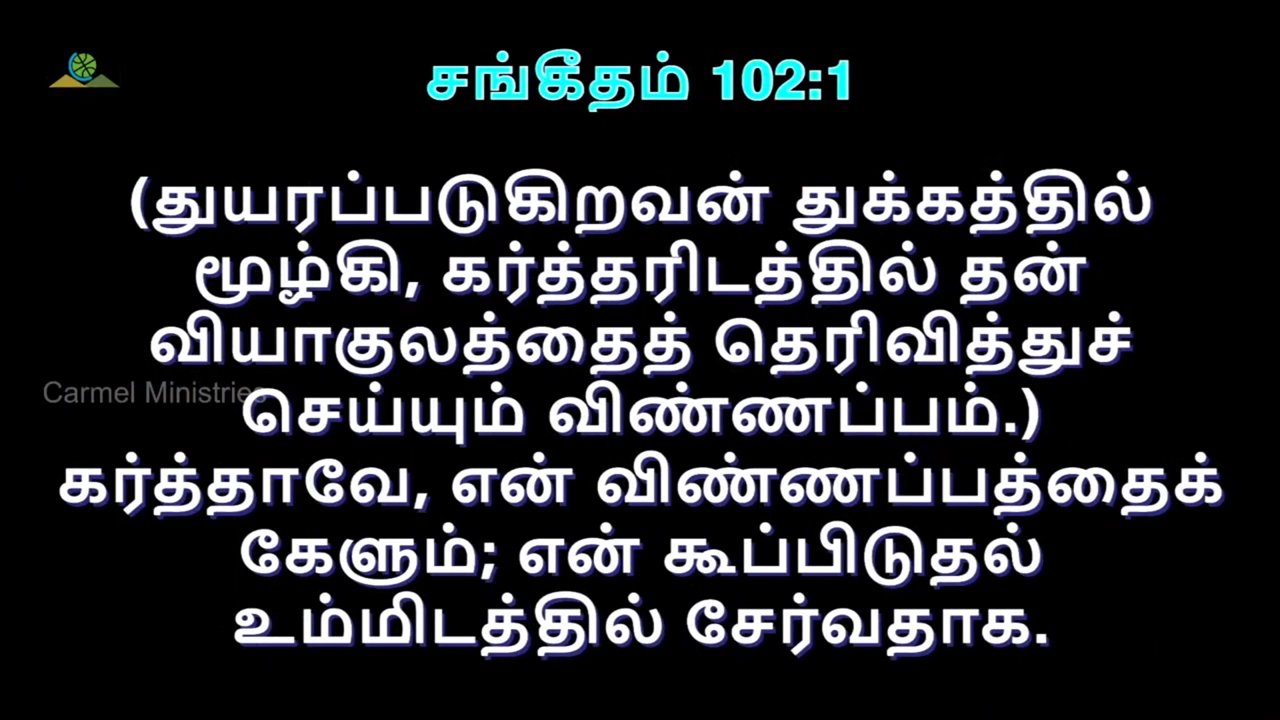 சங்கீதம் 102:1
(துயரப்படுகிறவன் துக்கத்தில்
மூழ்கி, கர்த்தரிடத்தில் தன்
வியாகுலத்தைத் தெரிவித்துச்
Carmel Ministries
செய்யும் விண்ணப்பம்.)
கர்த்தாவே, என் விண்ணப்பத்தைக்
கேளும்; என் கூப்பிடுதல்
உம்மிடத்தில் சேர்வதாக.